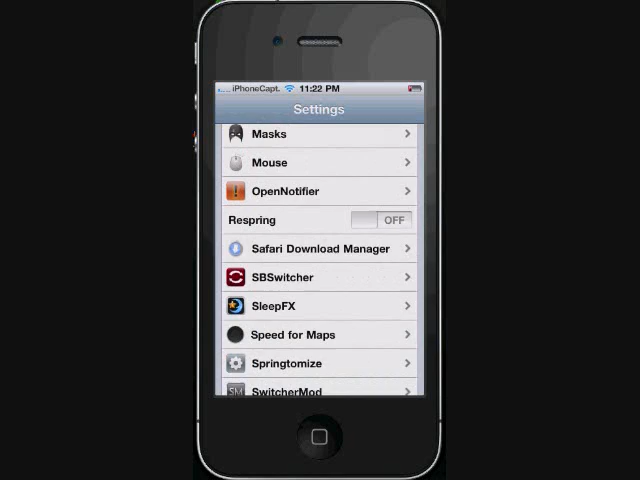 iPhoneCapt. 11:22 PM
Settings
Masks
Mouse
OpenNotifier
Respring OFF
Safari Download Manager
SBSwitcher
SleepFX
Speed for Maps
Springtomize
SM SwitcherMod